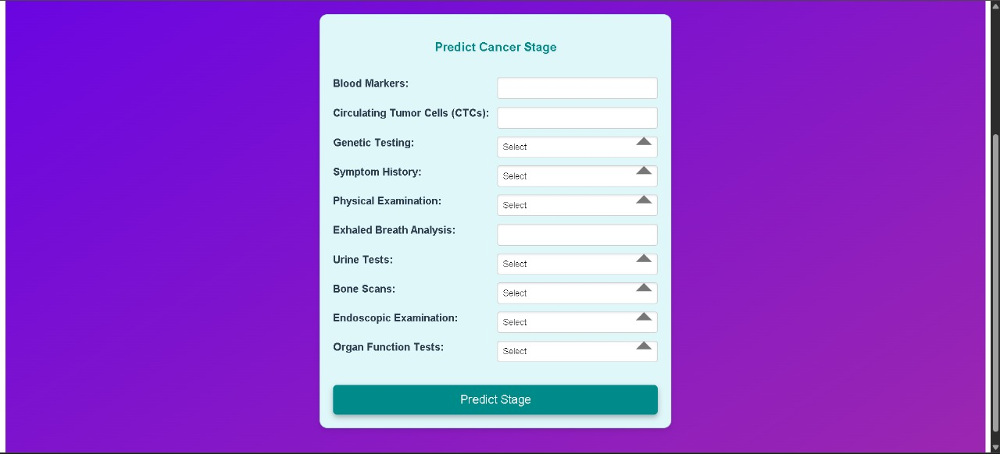 Predict Cancer Stage
Blood Markers:
Circulating Tumor Cells (CTCs):
Genetic Testing: Select
Symptom History: Select
Physical Examination: Select
Exhaled Breath Analysis:
Urine Tests: Select
Bone Scans: Select
Endoscopic Examination: Select
Organ Function Tests: Select
Predict Stage